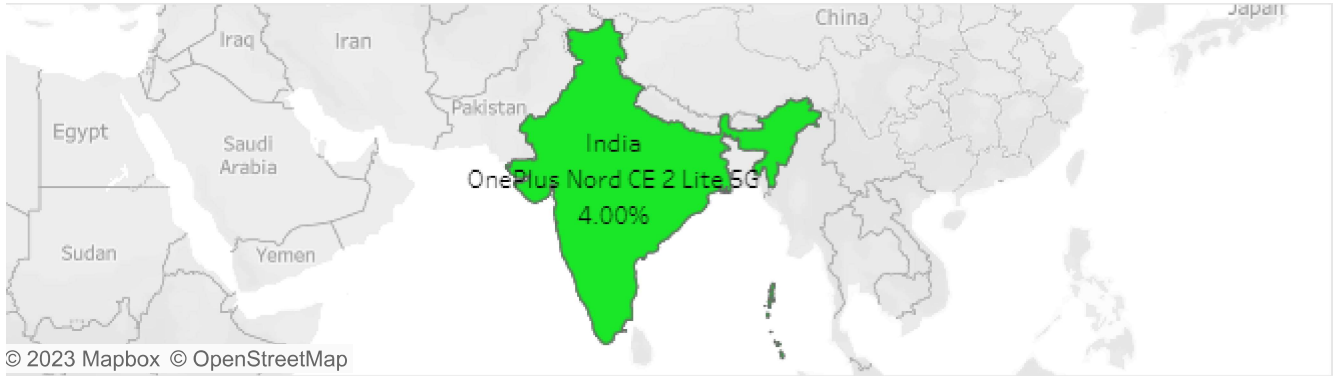 China
Japan
Iraq
Iran
Pakistan
Egypt
Saudi
Arabia
India
OnePlus Nord CE 2 Lite 5G
4.00%
Sudan
Yemen
© 2023 Mapbox © OpenStreetMap